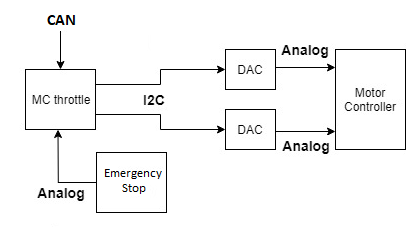 CAN
Analog
DAC
MC throttle
I2C
Motor
Controller
DAC
Analog
Emergency
Stop
Analog